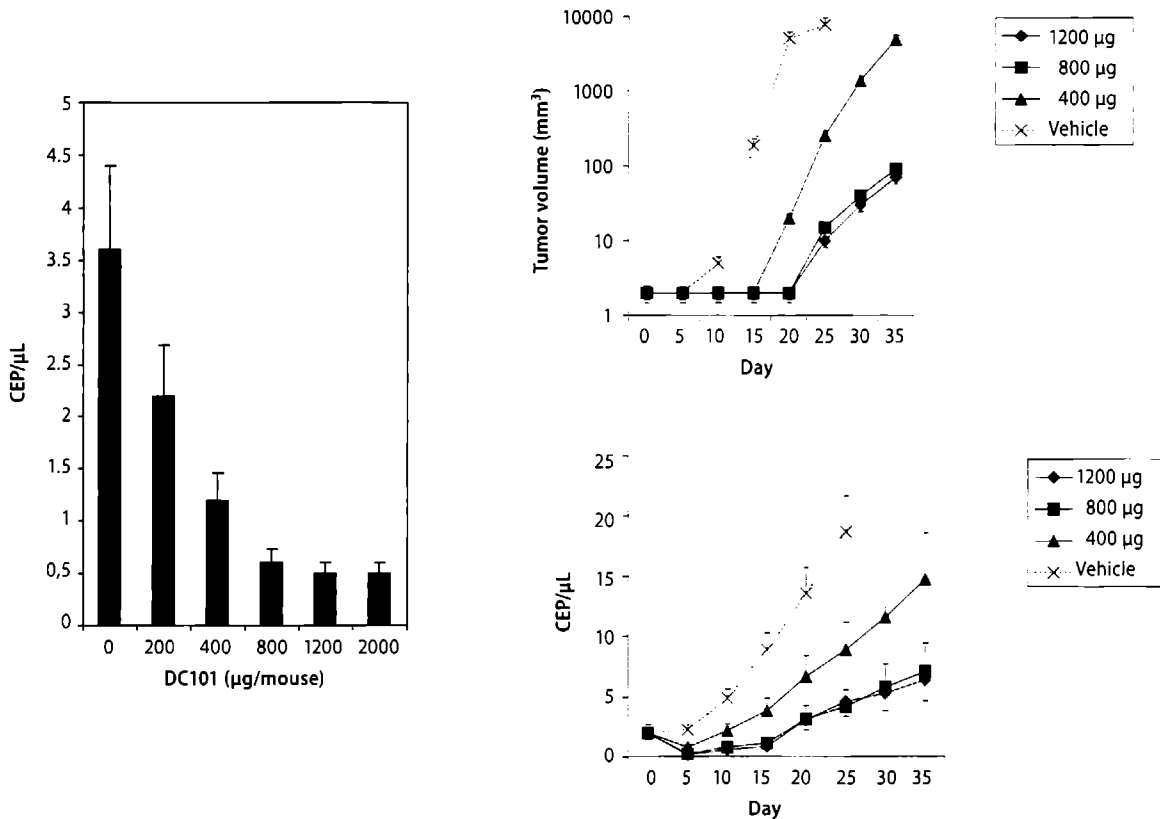 5
4.5
4
3.5
3
2.5
2
1.5
1
0,5
0
CEP/µL
0 200 400 800 1200 2000
DC101 (µg/mouse)
10000
1000
100
10
1
Tumor volume (mm³)
0 5 10 15 20 25 30 35
Day
1200 µg
800 µg
400 µg
Vehicle
25
20
15
10
5
0
CEP/µL
0 5 10 15 20 25 30 35
Day
1200 µg
800 µg
400 µg
Vehicle